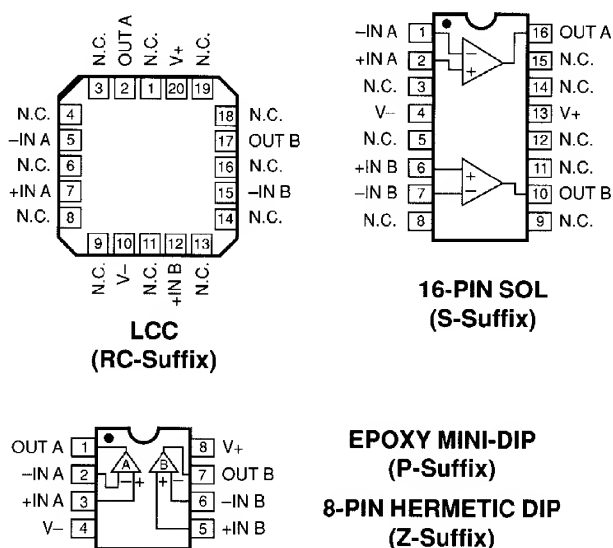 N.C.
OUT A
N.C.
V+
N.C.
3 2 1 20 19
N.C. 4
–IN A 5
N.C. 6
+IN A 7
N.C. 8
18 N.C.
17 OUT B
16 N.C.
15 –IN B
14 N.C.
9 10 11 12 13
N.C.
V–
N.C.
+IN B
N.C.
LCC
(RC-Suffix)
–IN A 1
+IN A 2
N.C. 3
V– 4
N.C. 5
+IN B 6
–IN B 7
N.C. 8
16 OUT A
15 N.C.
14 N.C.
13 V+
12 N.C.
11 N.C.
10 OUT B
9 N.C.
– +
+ –
16-PIN SOL
(S-Suffix)
OUT A 1
–IN A 2
+IN A 3
V– 4
A B
– + + –
8 V+
7 OUT B
6 –IN B
5 +IN B
EPOXY MINI-DIP
(P-Suffix)
8-PIN HERMETIC DIP
(Z-Suffix)